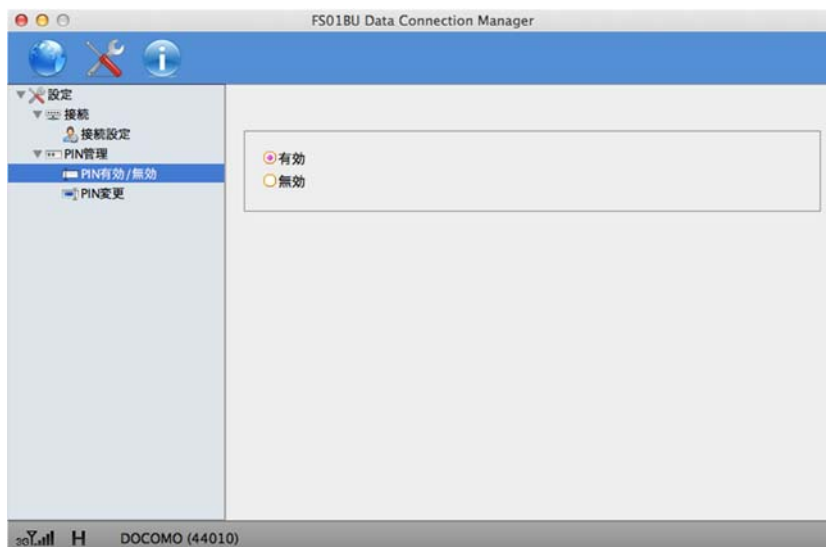 FS01BU Data Connection Manager
設定
接続
接続設定
PIN管理
PIN有効/無効
PIN変更
有効
無効
3G H DOCOMO (44010)